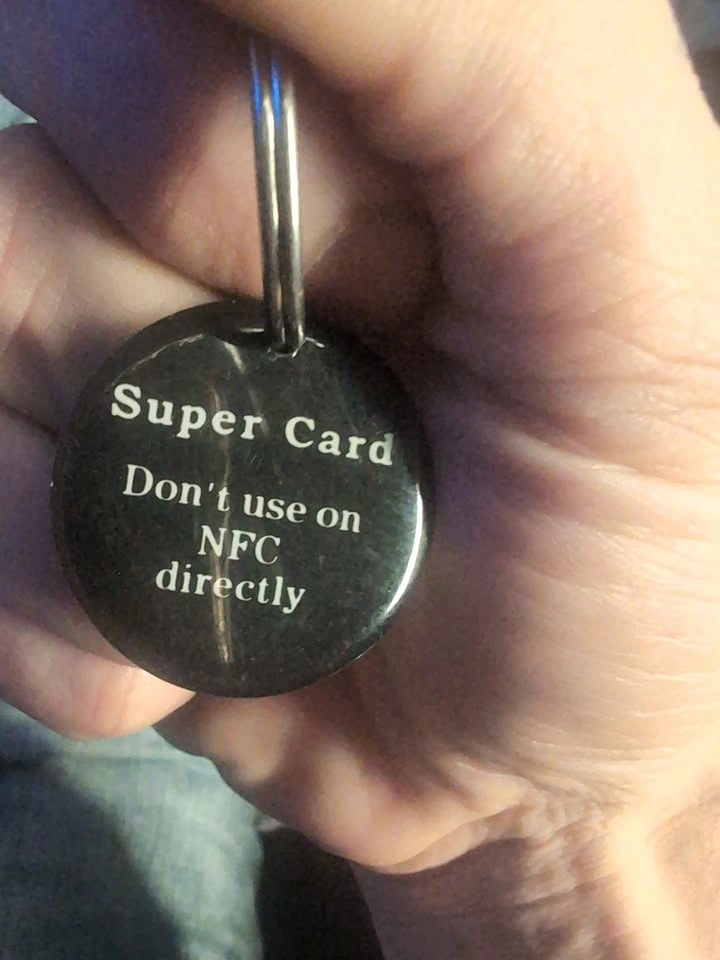 Super Card
Don't use on
NFC
directly